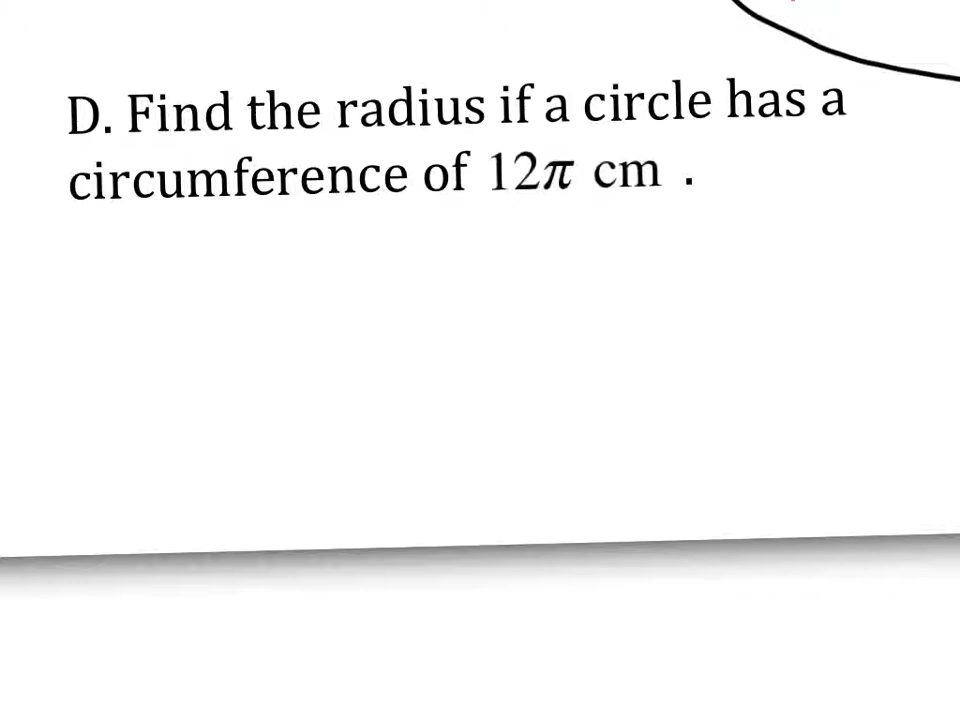 D. Find the radius if a circle has a
circumference of 12π cm .